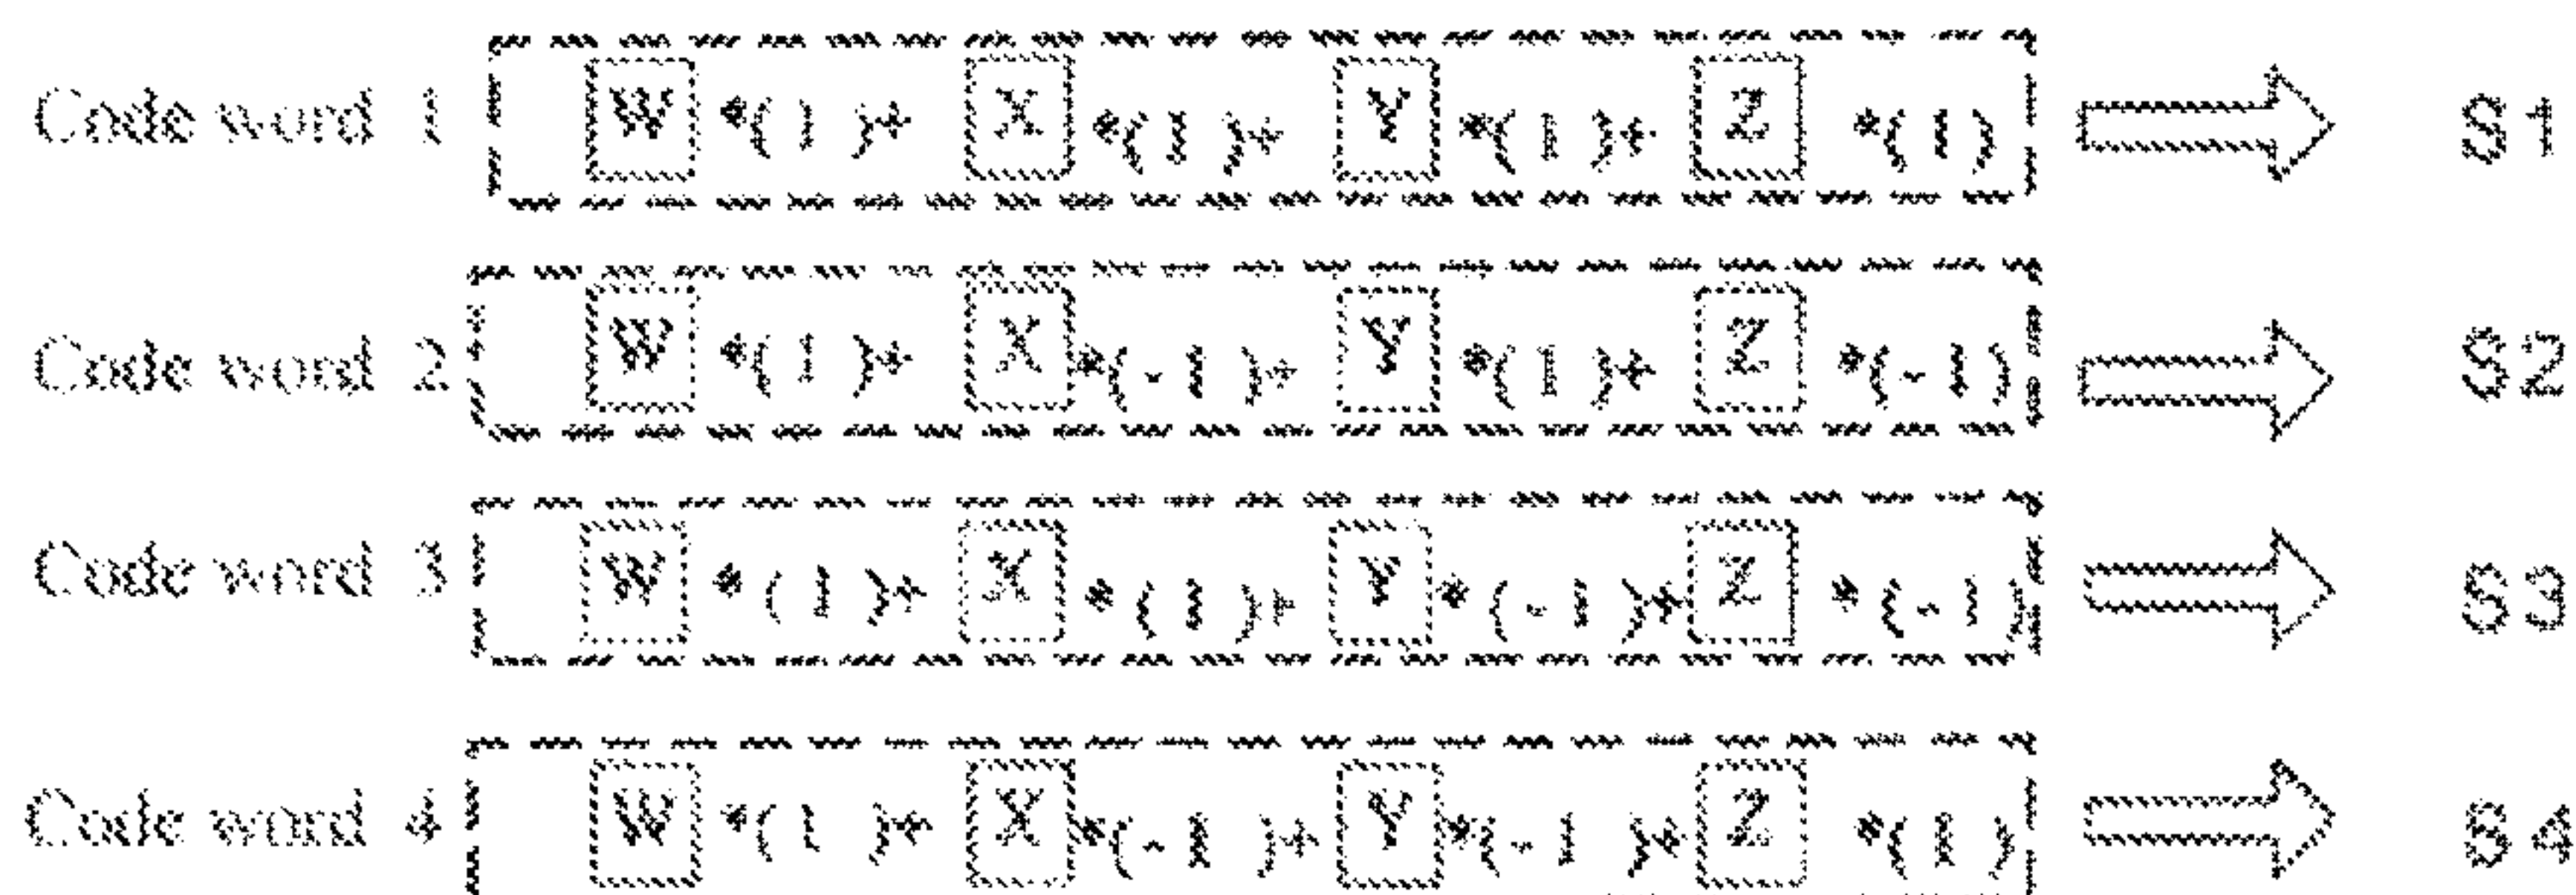 Code word 1 W *(1)+ X *(1)+ Y *(1)+ Z *(1) S1
Code word 2 W *(1)+ X *(-1)+ Y *(1)+ Z *(-1) S2
Code word 3 W *(1)+ X *(1)+ Y *(-1)+ Z *(-1) S3
Code word 4 W *(1)+ X *(-1)+ Y *(-1)+ Z *(1) S4